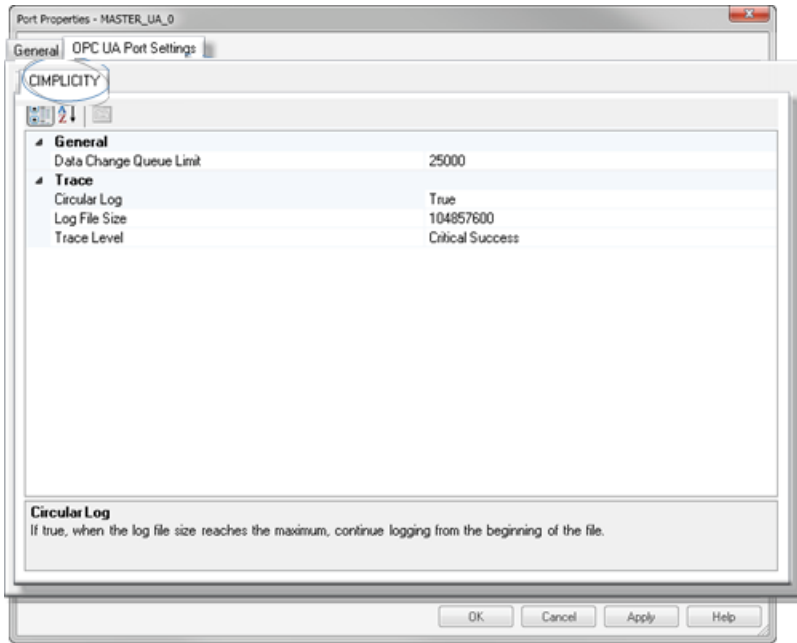 Port Properties - MASTER_UA_0
General OPC UA Port Settings
CIMPLICITY
General
Data Change Queue Limit 25000
Trace
Circular Log True
Log File Size 104857600
Trace Level Critical Success
Circular Log
If true, when the log file size reaches the maximum, continue logging from the beginning of the file.
OK Cancel Apply Help